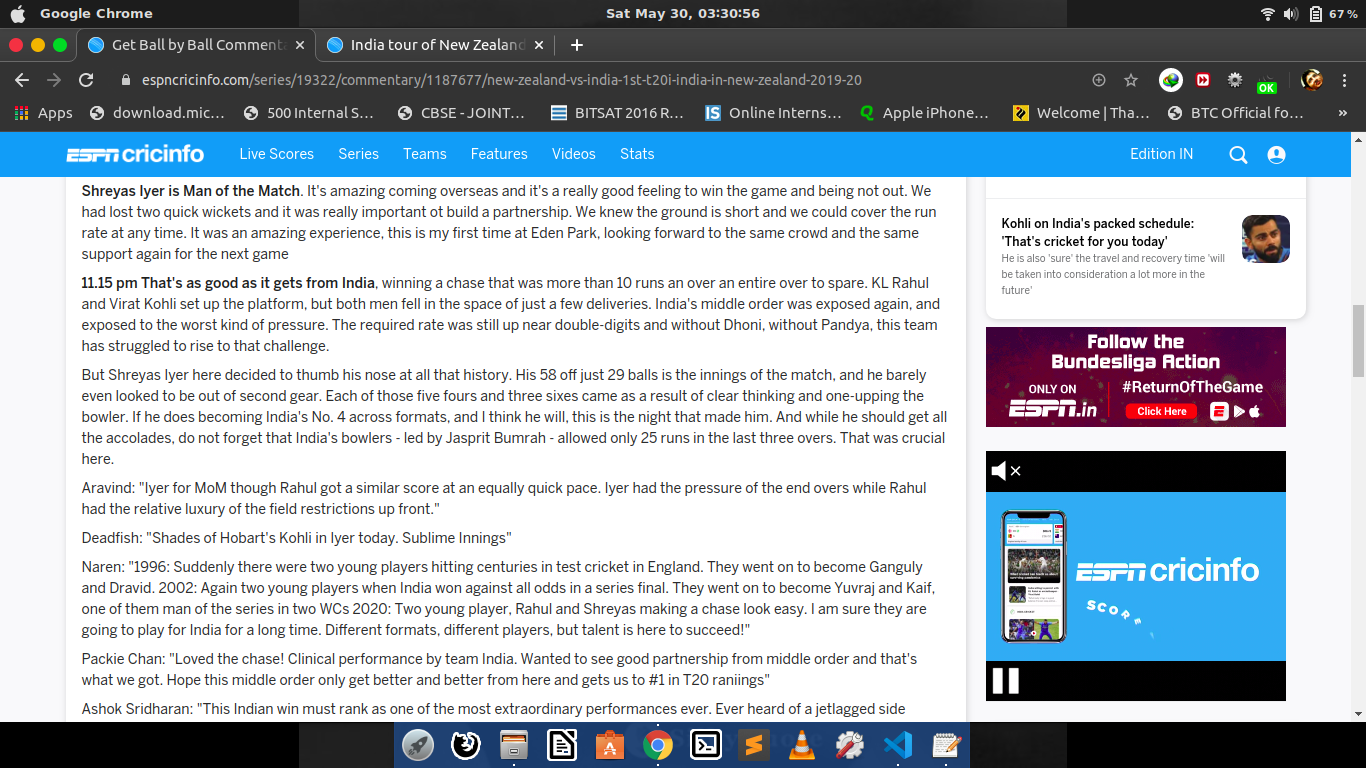 Google Chrome
Sat May 30, 03:30:56
67 %
Get Ball by Ball Commenta
India tour of New Zealand
espncricinfo.com/series/19322/commentary/1187677/new-zealand-vs-india-1st-t20i-india-in-new-zealand-2019-20
OK
Apps
download.mic...
500 Internal S...
CBSE - JOINT...
BITSAT 2016 R...
IS
Online Interns...
Apple iPhone...
Welcome | Tha...
BTC Official fo...
»
ESPN cricinfo
Live Scores
Series
Teams
Features
Videos
Stats
Edition IN
Shreyas Iyer is Man of the Match. It's amazing coming overseas and it's a really good feeling to win the game and being not out. We
had lost two quick wickets and it was really important ot build a partnership. We knew the ground is short and we could cover the run
rate at any time. It was an amazing experience, this is my first time at Eden Park, looking forward to the same crowd and the same
support again for the next game
11.15 pm That's as good as it gets from India, winning a chase that was more than 10 runs an over an entire over to spare. KL Rahul
and Virat Kohli set up the platform, but both men fell in the space of just a few deliveries. India's middle order was exposed again, and
exposed to the worst kind of pressure. The required rate was still up near double-digits and without Dhoni, without Pandya, this team
has struggled to rise to that challenge.
But Shreyas Iyer here decided to thumb his nose at all that history. His 58 off just 29 balls is the innings of the match, and he barely
even looked to be out of second gear. Each of those five fours and three sixes came as a result of clear thinking and one-upping the
bowler. If he does becoming India's No. 4 across formats, and I think he will, this is the night that made him. And while he should get all
the accolades, do not forget that India's bowlers - led by Jasprit Bumrah - allowed only 25 runs in the last three overs. That was crucial
here.
Aravind: "Iyer for MoM though Rahul got a similar score at an equally quick pace. Iyer had the pressure of the end overs while Rahul
had the relative luxury of the field restrictions up front."
Deadfish: "Shades of Hobart's Kohli in Iyer today. Sublime Innings"
Naren: "1996: Suddenly there were two young players hitting centuries in test cricket in England. They went on to become Ganguly
and Dravid. 2002: Again two young players when India won against all odds in a series final. They went on to become Yuvraj and Kaif,
one of them man of the series in two WCs 2020: Two young player, Rahul and Shreyas making a chase look easy. I am sure they are
going to play for India for a long time. Different formats, different players, but talent is here to succeed!"
Packie Chan: "Loved the chase! Clinical performance by team India. Wanted to see good partnership from middle order and that's
what we got. Hope this middle order only get better and better from here and gets us to #1 in T20 raniings"
Ashok Sridharan: "This Indian win must rank as one of the most extraordinary performances ever. Ever heard of a jetlagged side
Kohli on India's packed schedule:
'That's cricket for you today'
He is also 'sure' the travel and recovery time 'will
be taken into consideration a lot more in the
future'
Follow the
Bundesliga Action
ONLY ON
ESPN.in
#ReturnOfTheGame
Click Here
ESPN cricinfo
SCORE